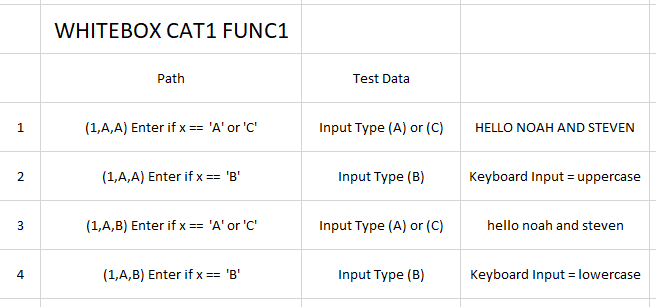 WHITEBOX CAT1 FUNC1
Path Test Data
1 (1,A,A) Enter if x == 'A' or 'C' Input Type (A) or (C) HELLO NOAH AND STEVEN
2 (1,A,A) Enter if x == 'B' Input Type (B) Keyboard Input = uppercase
3 (1,A,B) Enter if x == 'A' or 'C' Input Type (A) or (C) hello noah and steven
4 (1,A,B) Enter if x == 'B' Input Type (B) Keyboard Input = lowercase